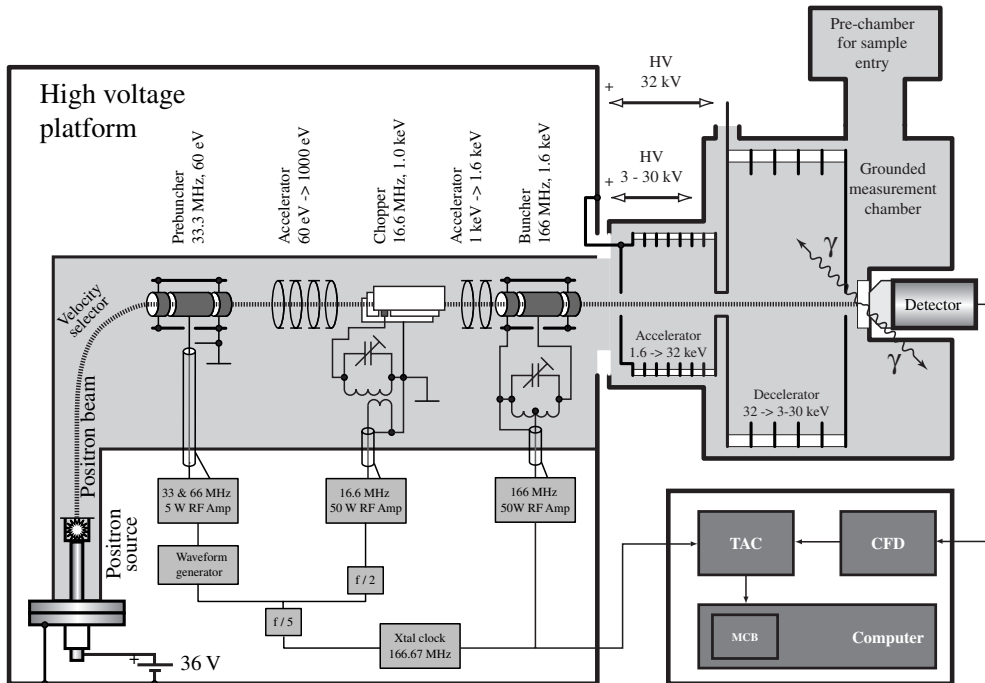 Pre-chamber
for sample
entry
HV
32 kV
+
High voltage
platform
HV
3 - 30 kV
+
Grounded
measurement
chamber
Prebuncher
33.3 MHz, 60 eV
Accelerator
60 eV -> 1000 eV
Chopper
16.6 MHz, 1.0 keV
Accelerator
1 keV -> 1.6 keV
Buncher
166 MHz, 1.6 keV
γ
Velocity
selector
Detector
Accelerator
1.6 -> 32 keV
γ
Decelerator
32 -> 3-30 keV
Positron beam
Positron
source
33 & 66 MHz
5 W RF Amp
16.6 MHz
50 W RF Amp
166 MHz
50W RF Amp
Waveform
generator
f / 2
f / 5
Xtal clock
166.67 MHz
TAC
CFD
MCB
Computer
+
36 V